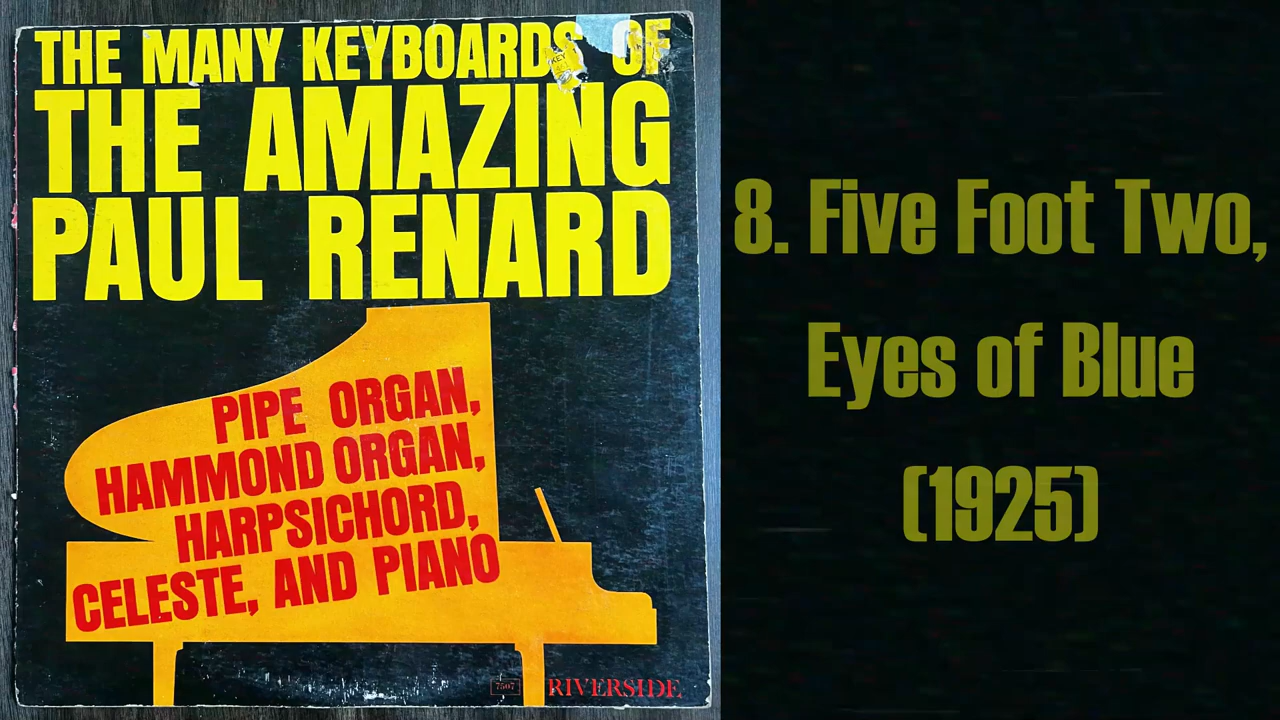 THE MANY KEYBOARDS OF
THE AMAZING
PAUL RENARD
PIPE ORGAN,
HAMMOND ORGAN,
HARPSICHORD,
CELESTE, AND PIANO
7507
RIVERSIDE
8. Five Foot Two,
Eyes of Blue
(1925)